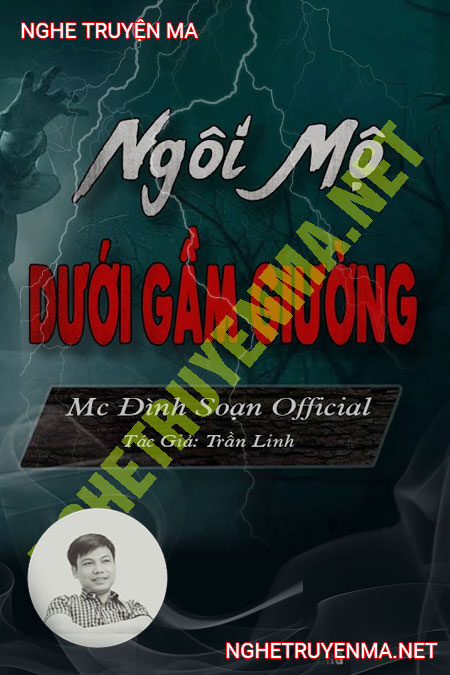 NGHE TRUYỆN MA
Ngôi Mộ
DƯỚI GẦM GIƯỜNG
NGHETRUYENMA.NET
Mc Đình Soạn Official
Tác Giả: Trần Linh
NGHETRUYENMA.NET